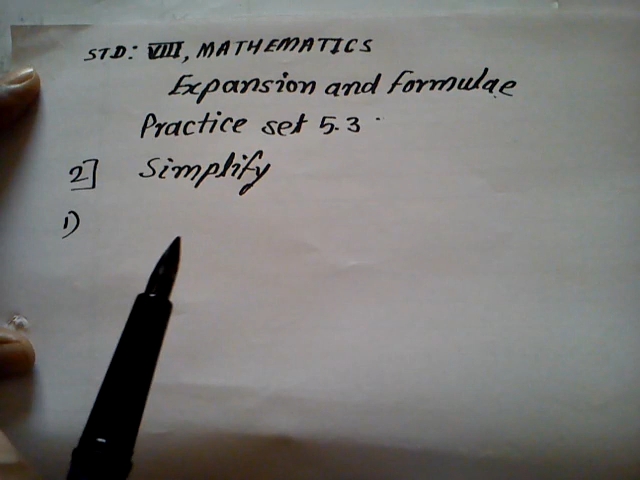 STD: VIII, MATHEMATICS
Expansion and formulae
Practice set 5.3
2] Simplify
1)